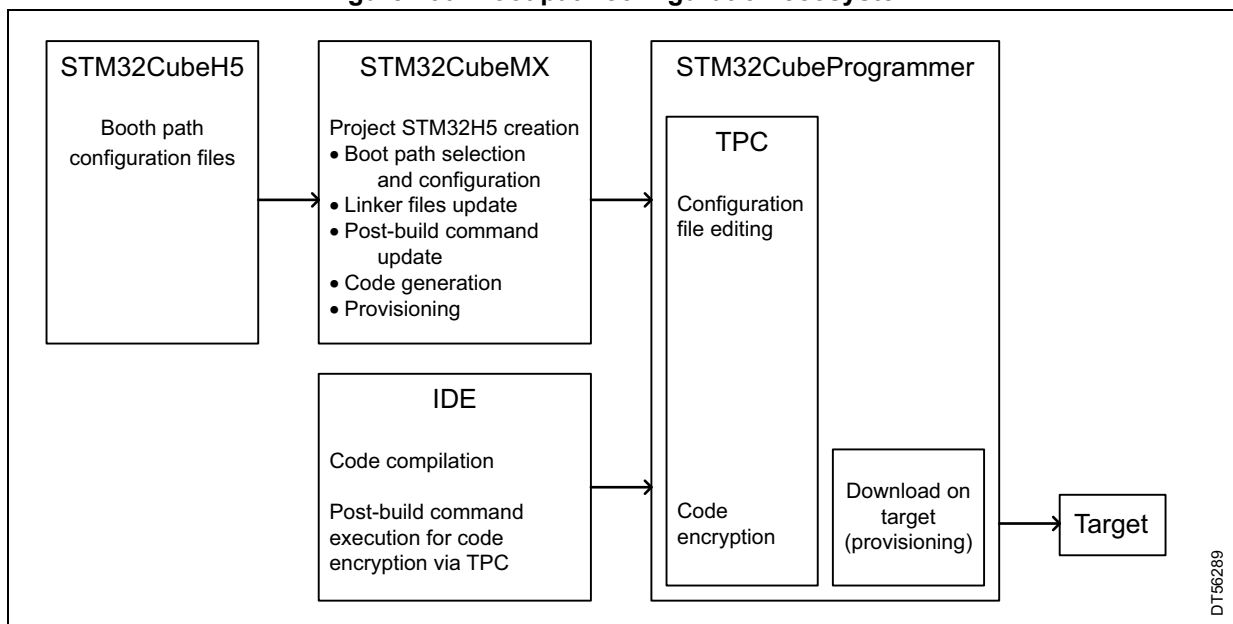 STM32CubeH5
Booth path
configuration files
STM32CubeMX
Project STM32H5 creation
• Boot path selection
and configuration
• Linker files update
• Post-build command
update
• Code generation
• Provisioning
IDE
Code compilation
Post-build command
execution for code
encryption via TPC
STM32CubeProgrammer
TPC
Configuration
file editing
Code
encryption
Download on
target
(provisioning)
Target
DT56289